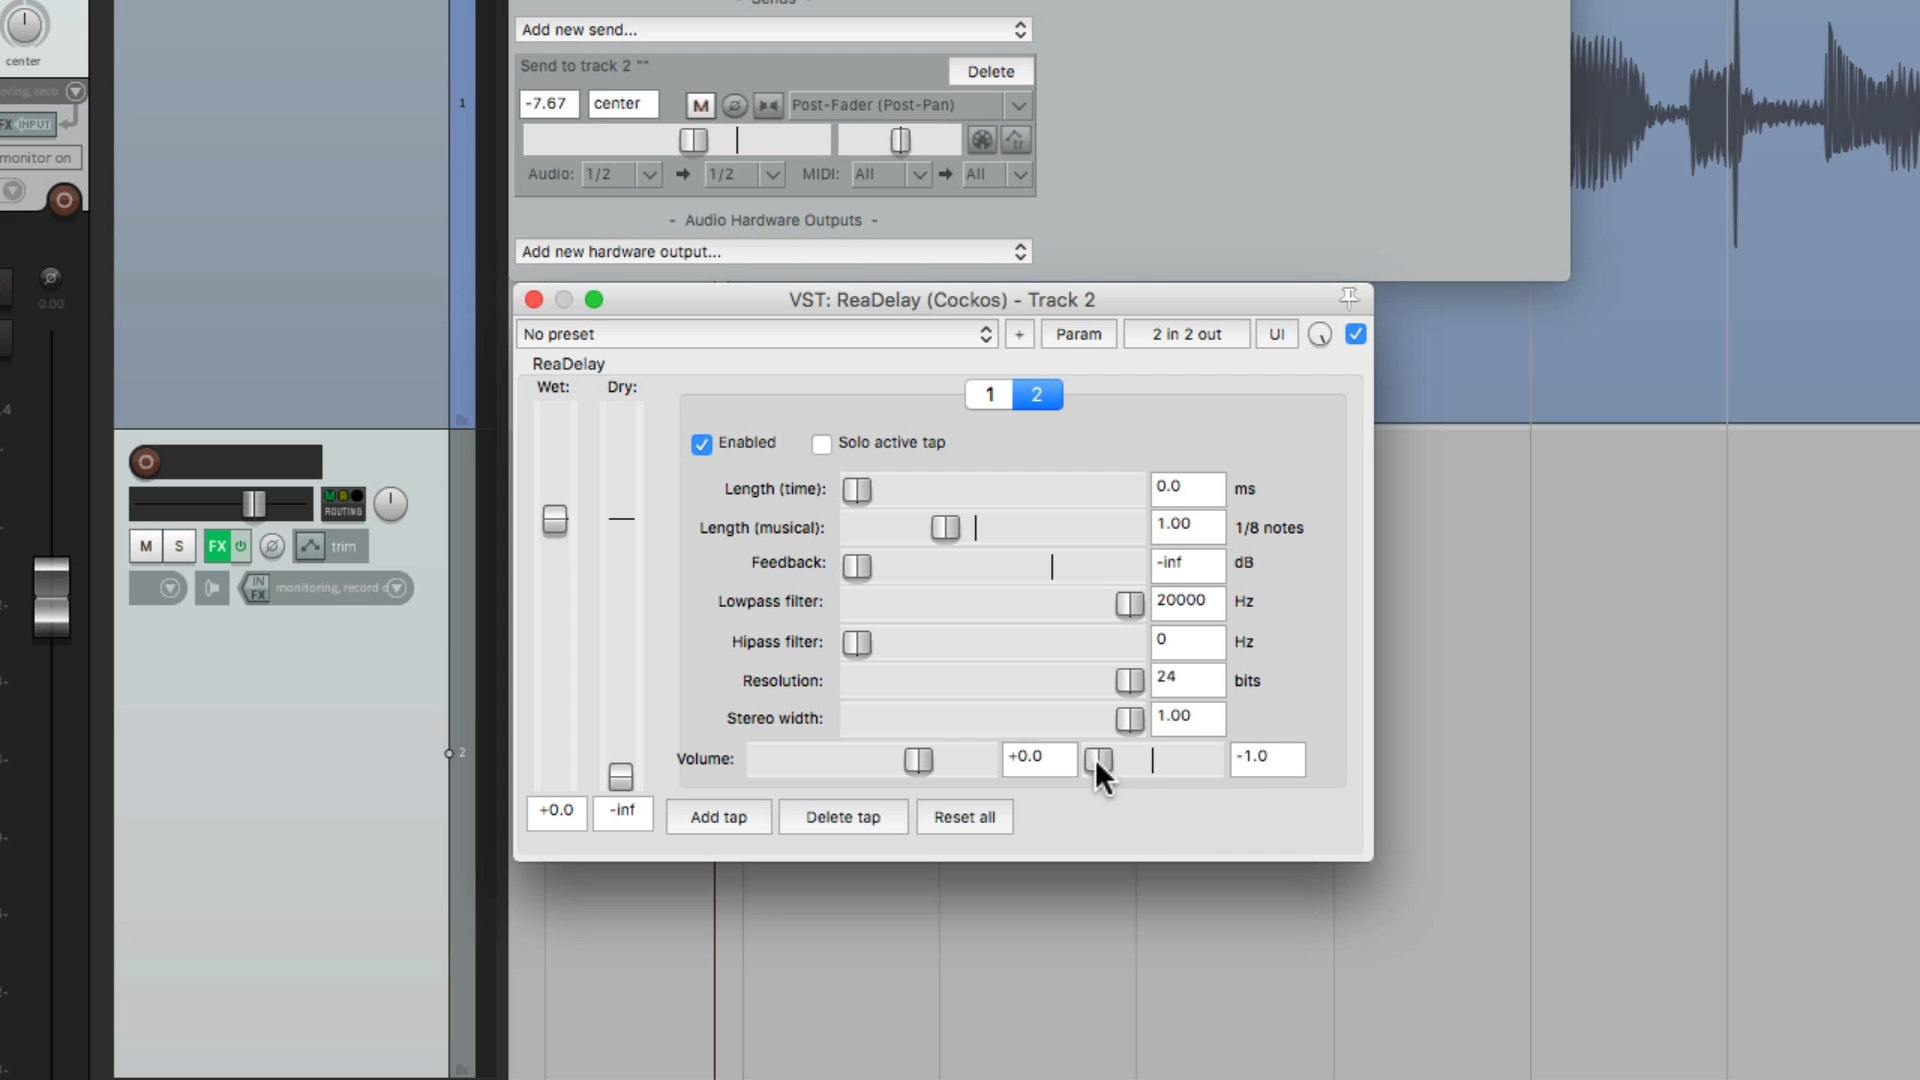 - Sends -
Add new send...
Send to track 2 ""
Delete
-7.67 center M Post-Fader (Post-Pan)
tr
Audio: 1/2 → 1/2 MIDI: All → All
- Audio Hardware Outputs -
Add new hardware output...
center
monitor on
FX INPUT
0.00
1
VST: ReaDelay (Cockos) - Track 2
No preset + Param 2 in 2 out UI
ReaDelay
Wet: Dry:
1 2
Enabled Solo active tap
Length (time): 0.0 ms
Length (musical): 1.00 1/8 notes
Feedback: -inf dB
Lowpass filter: 20000 Hz
Hipass filter: 0 Hz
Resolution: 24 bits
Stereo width: 1.00
Volume: +0.0 -1.0
+0.0 -inf Add tap Delete tap Reset all
M R
ROUTING
M S FX trim
IN FX monitoring, record
2